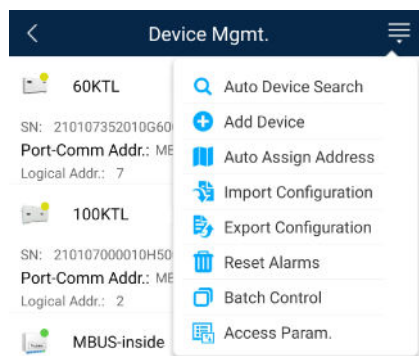 Device Mgmt.
60KTL
SN: 210107352010G60
Port-Comm Addr.: MB
Logical Addr.: 7
100KTL
SN: 210107000010H50
Port-Comm Addr.: MB
Logical Addr.: 2
MBUS-inside
Auto Device Search
Add Device
Auto Assign Address
Import Configuration
Export Configuration
Reset Alarms
Batch Control
Access Param.